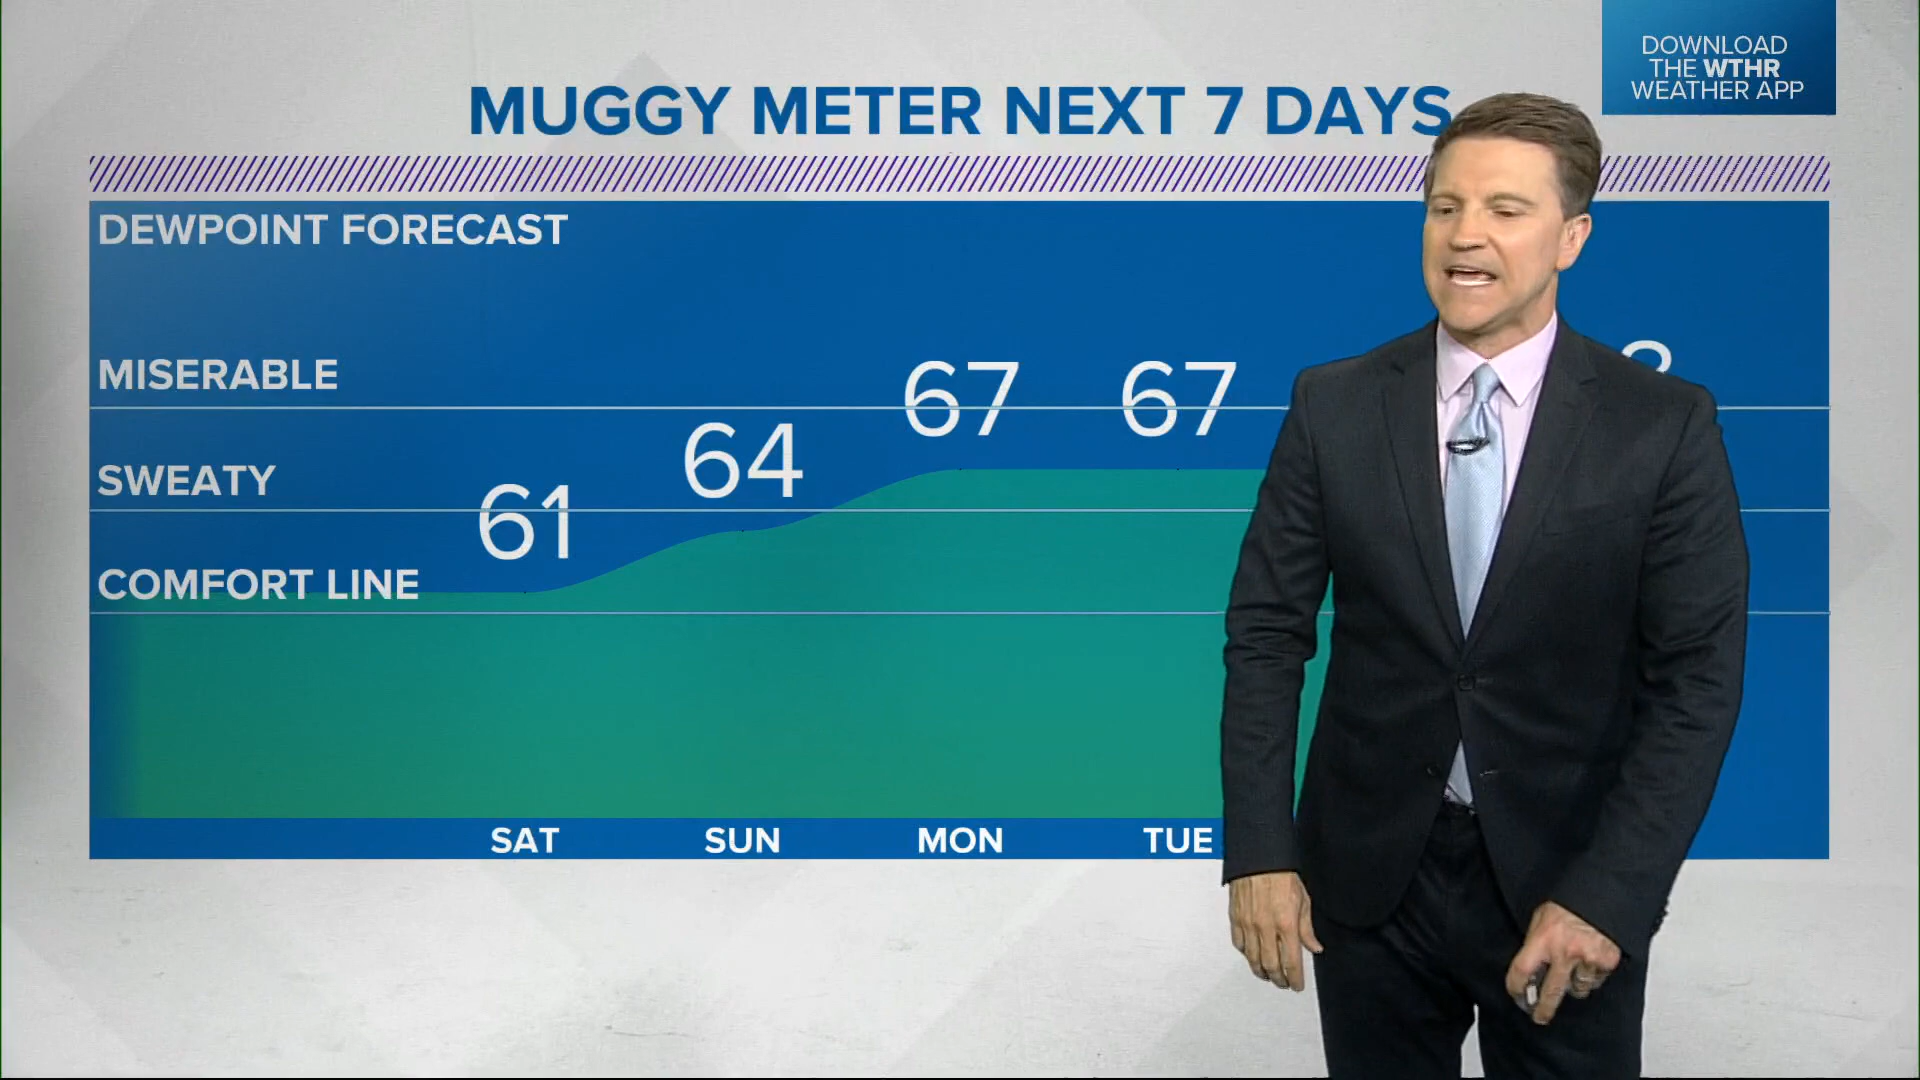 DOWNLOAD
THE WTHR
WEATHER APP
MUGGY METER NEXT 7 DAYS
DEWPOINT FORECAST
MISERABLE
67 67
SWEATY
64
61
COMFORT LINE
SAT SUN MON TUE